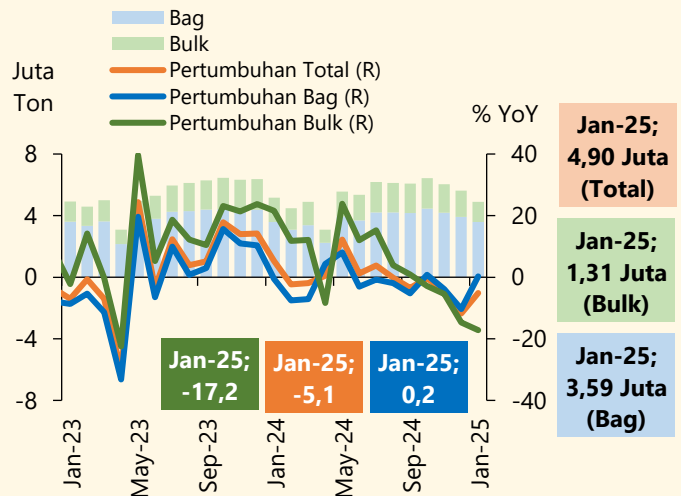 Bag
Bulk
Pertumbuhan Total (R)
Pertumbuhan Bag (R)
Pertumbuhan Bulk (R)
Juta
Ton
% YoY
8
4
0
-4
-8
40
20
0
-20
-40
Jan-25;
-17,2
Jan-25;
-5,1
Jan-25;
0,2
Jan-23
May-23
Sep-23
Jan-24
May-24
Sep-24
Jan-25
Jan-25;
4,90 Juta
(Total)
Jan-25;
1,31 Juta
(Bulk)
Jan-25;
3,59 Juta
(Bag)